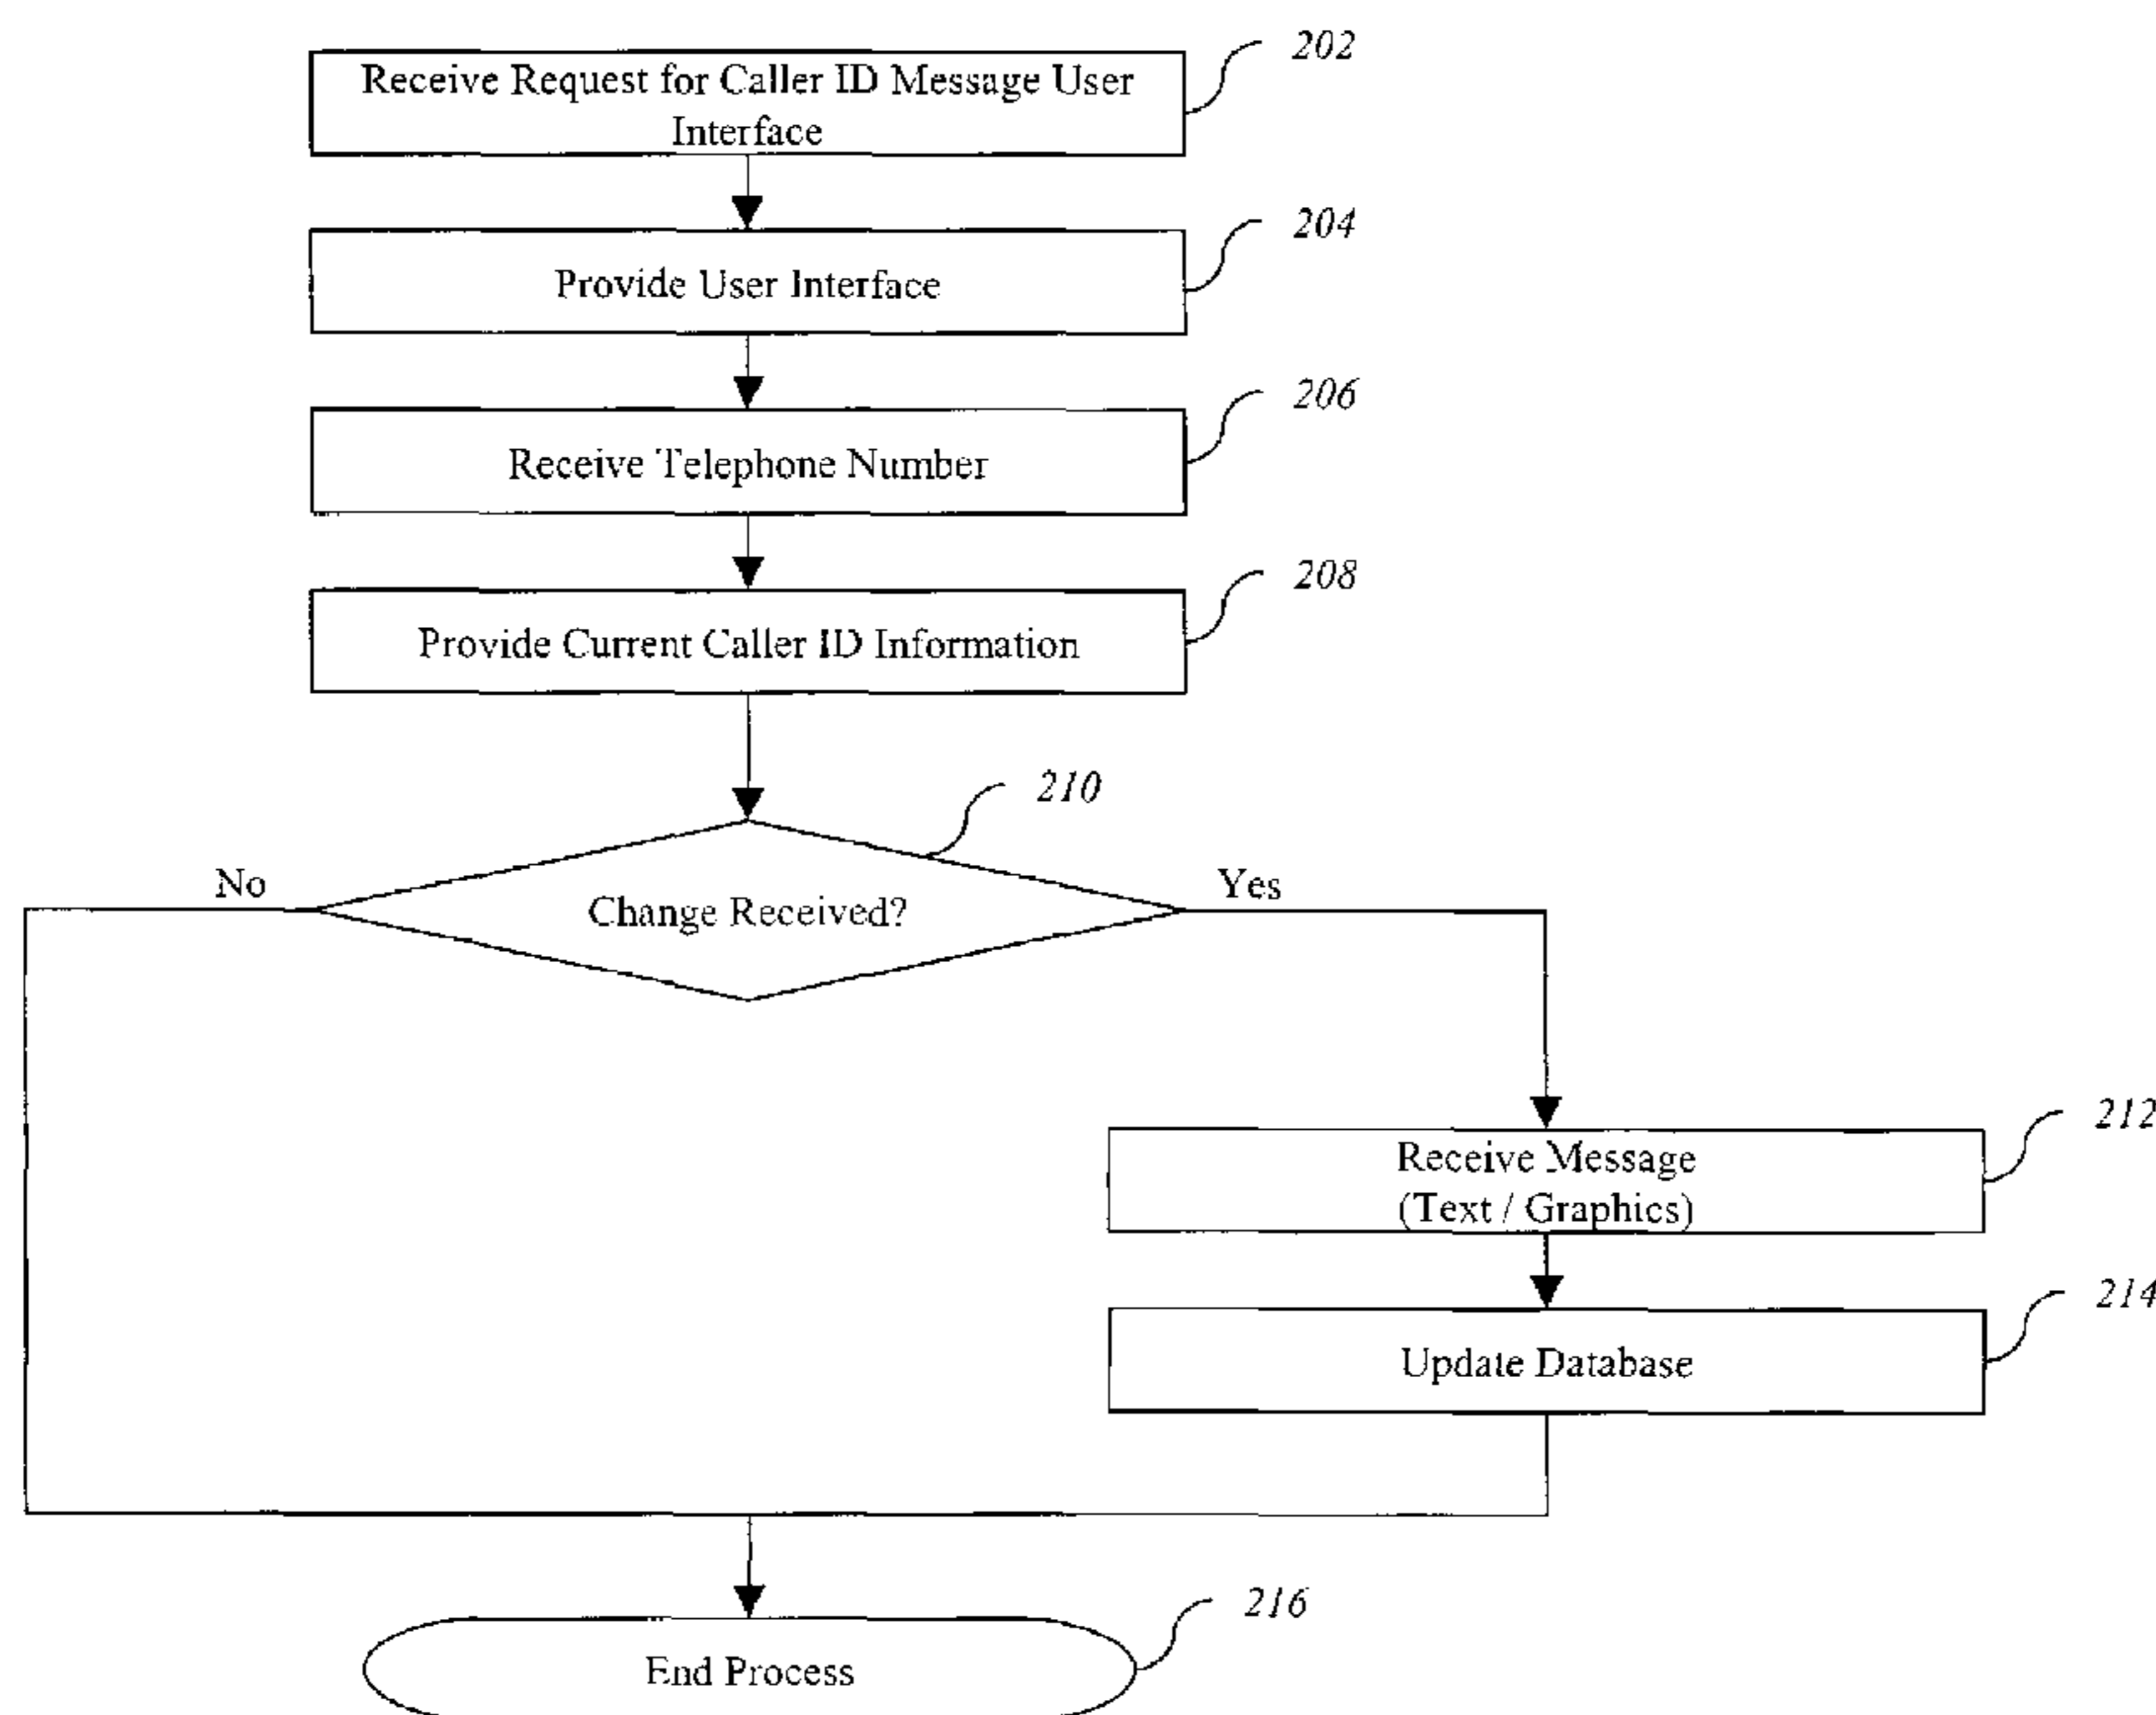 202
Receive Request for Caller ID Message User
Interface
204
Provide User Interface
206
Receive Telephone Number
208
Provide Current Caller ID Information
210
No
Change Received?
Yes
212
Receive Message
(Text / Graphics)
214
Update Database
216
End Process